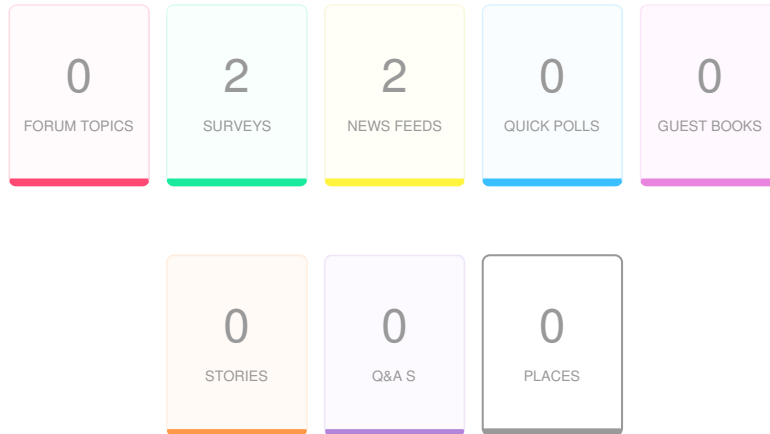 0 2 2 0 0
FORUM TOPICS SURVEYS NEWS FEEDS QUICK POLLS GUEST BOOKS
0 0 0
STORIES Q&A S PLACES